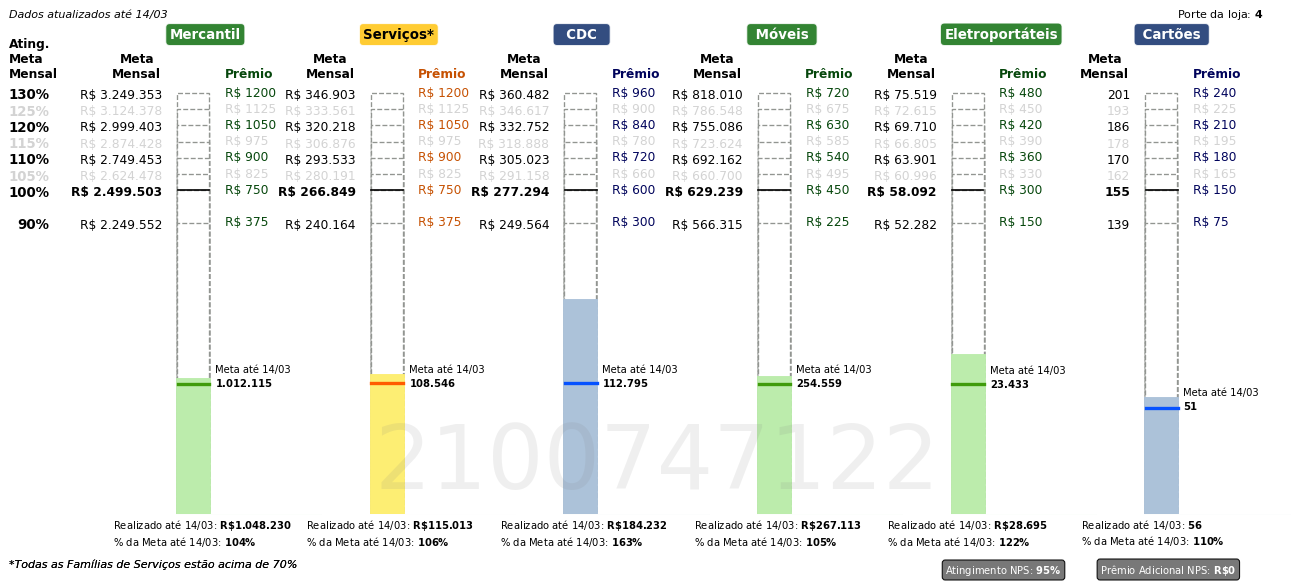 Dados atualizados até 14/03 Porte da loja: 4
Mercantil Serviços* CDC Móveis Eletroportáteis Cartões
Ating.
Meta Meta Meta Meta Meta Meta Meta
Mensal Mensal Prêmio Mensal Prêmio Mensal Prêmio Mensal Prêmio Mensal Prêmio Mensal Prêmio
130% R$ 3.249.353 R$ 1200 R$ 346.903 R$ 1200 R$ 360.482 R$ 960 R$ 818.010 R$ 720 R$ 75.519 R$ 480 201 R$ 240
125% R$ 3.124.378 R$ 1125 R$ 333.561 R$ 1125 R$ 346.617 R$ 900 R$ 786.548 R$ 675 R$ 72.615 R$ 450 193 R$ 225
120% R$ 2.999.403 R$ 1050 R$ 320.218 R$ 1050 R$ 332.752 R$ 840 R$ 755.086 R$ 630 R$ 69.710 R$ 420 186 R$ 210
115% R$ 2.874.428 R$ 975 R$ 306.876 R$ 975 R$ 318.888 R$ 780 R$ 723.624 R$ 585 R$ 66.805 R$ 390 178 R$ 195
110% R$ 2.749.453 R$ 900 R$ 293.533 R$ 900 R$ 305.023 R$ 720 R$ 692.162 R$ 540 R$ 63.901 R$ 360 170 R$ 180
105% R$ 2.624.478 R$ 825 R$ 280.191 R$ 825 R$ 291.158 R$ 660 R$ 660.700 R$ 495 R$ 60.996 R$ 330 162 R$ 165
100% R$ 2.499.503 R$ 750 R$ 266.849 R$ 750 R$ 277.294 R$ 600 R$ 629.239 R$ 450 R$ 58.092 R$ 300 155 R$ 150
90% R$ 2.249.552 R$ 375 R$ 240.164 R$ 375 R$ 249.564 R$ 300 R$ 566.315 R$ 225 R$ 52.282 R$ 150 139 R$ 75
Meta até 14/03 Meta até 14/03 Meta até 14/03 Meta até 14/03 Meta até 14/03 Meta até 14/03
1.012.115 108.546 112.795 254.559 23.433 51
2100747122
Realizado até 14/03: R$1.048.230 Realizado até 14/03: R$115.013 Realizado até 14/03: R$184.232 Realizado até 14/03: R$267.113 Realizado até 14/03: R$28.695 Realizado até 14/03: 56
% da Meta até 14/03: 104% % da Meta até 14/03: 106% % da Meta até 14/03: 163% % da Meta até 14/03: 105% % da Meta até 14/03: 122% % da Meta até 14/03: 110%
*Todas as Famílias de Serviços estão acima de 70% Atingimento NPS: 95% Prêmio Adicional NPS: R$0